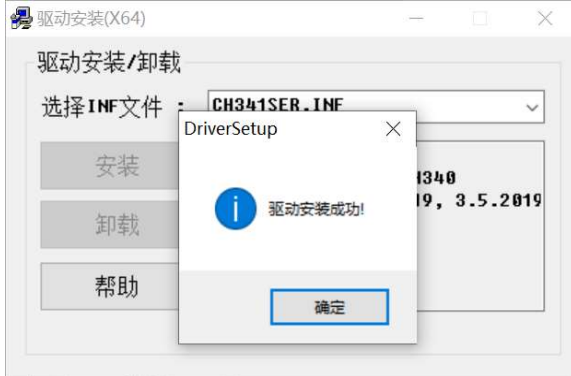 驱动安装(X64)
驱动安装/卸载
选择INF文件 :
CH341SER.INF
DriverSetup
安装
卸载
帮助
驱动安装成功!
确定
H340
19, 3.5.2019